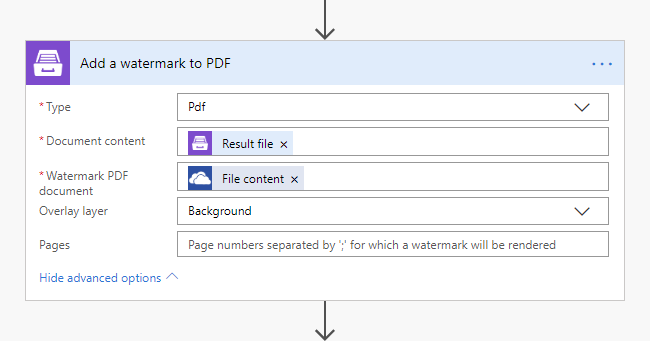 Add a watermark to PDF
...
* Type
Pdf
* Document content
Result file ×
* Watermark PDF
document
File content ×
Overlay layer
Background
Pages
Page numbers separated by ';' for which a watermark will be rendered
Hide advanced options